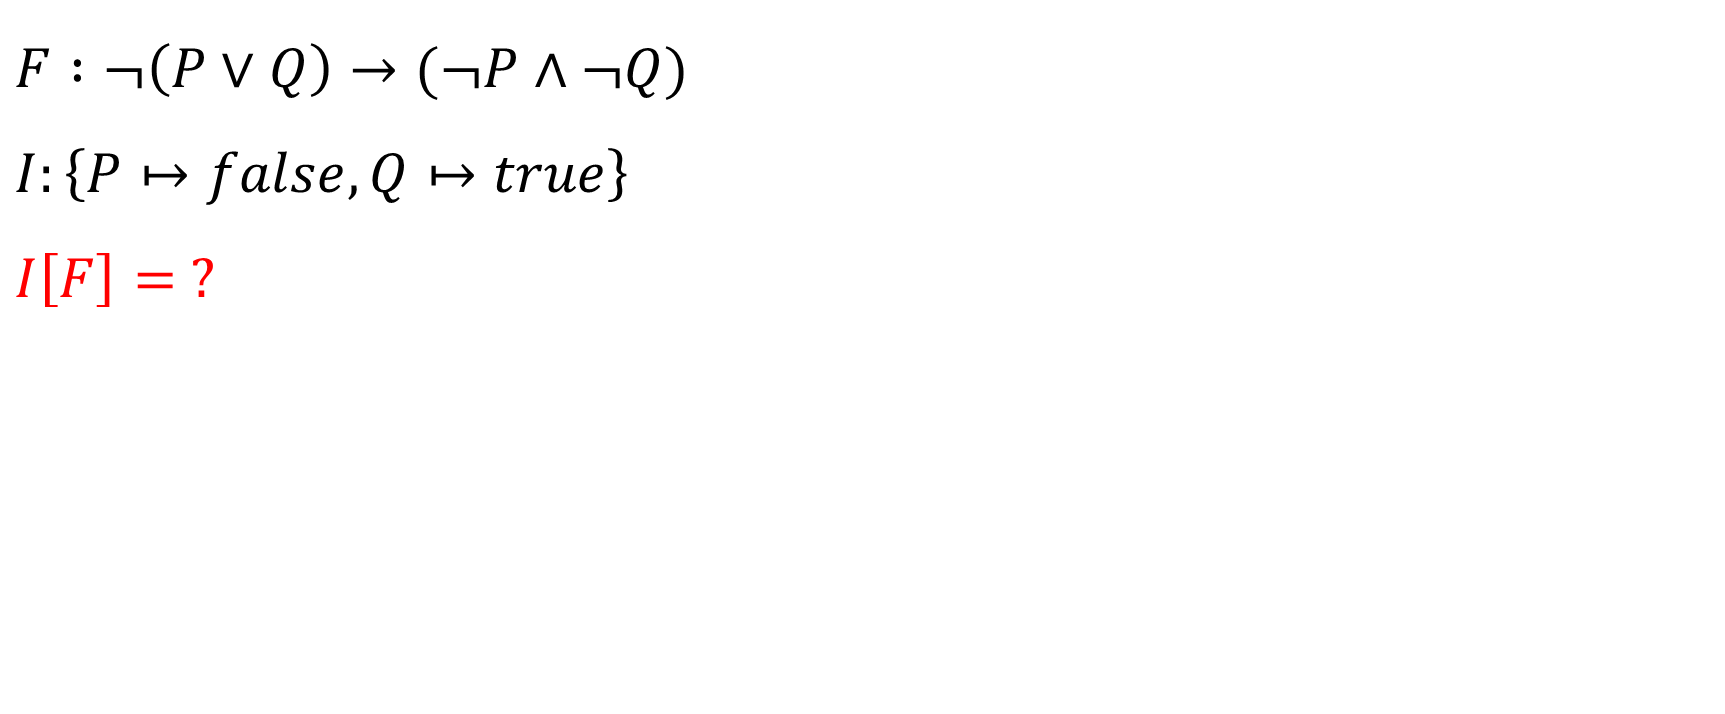 F : ¬(P ∨ Q) → (¬P ∧ ¬Q)
I: {P ↦ false, Q ↦ true}
I[F] = ?